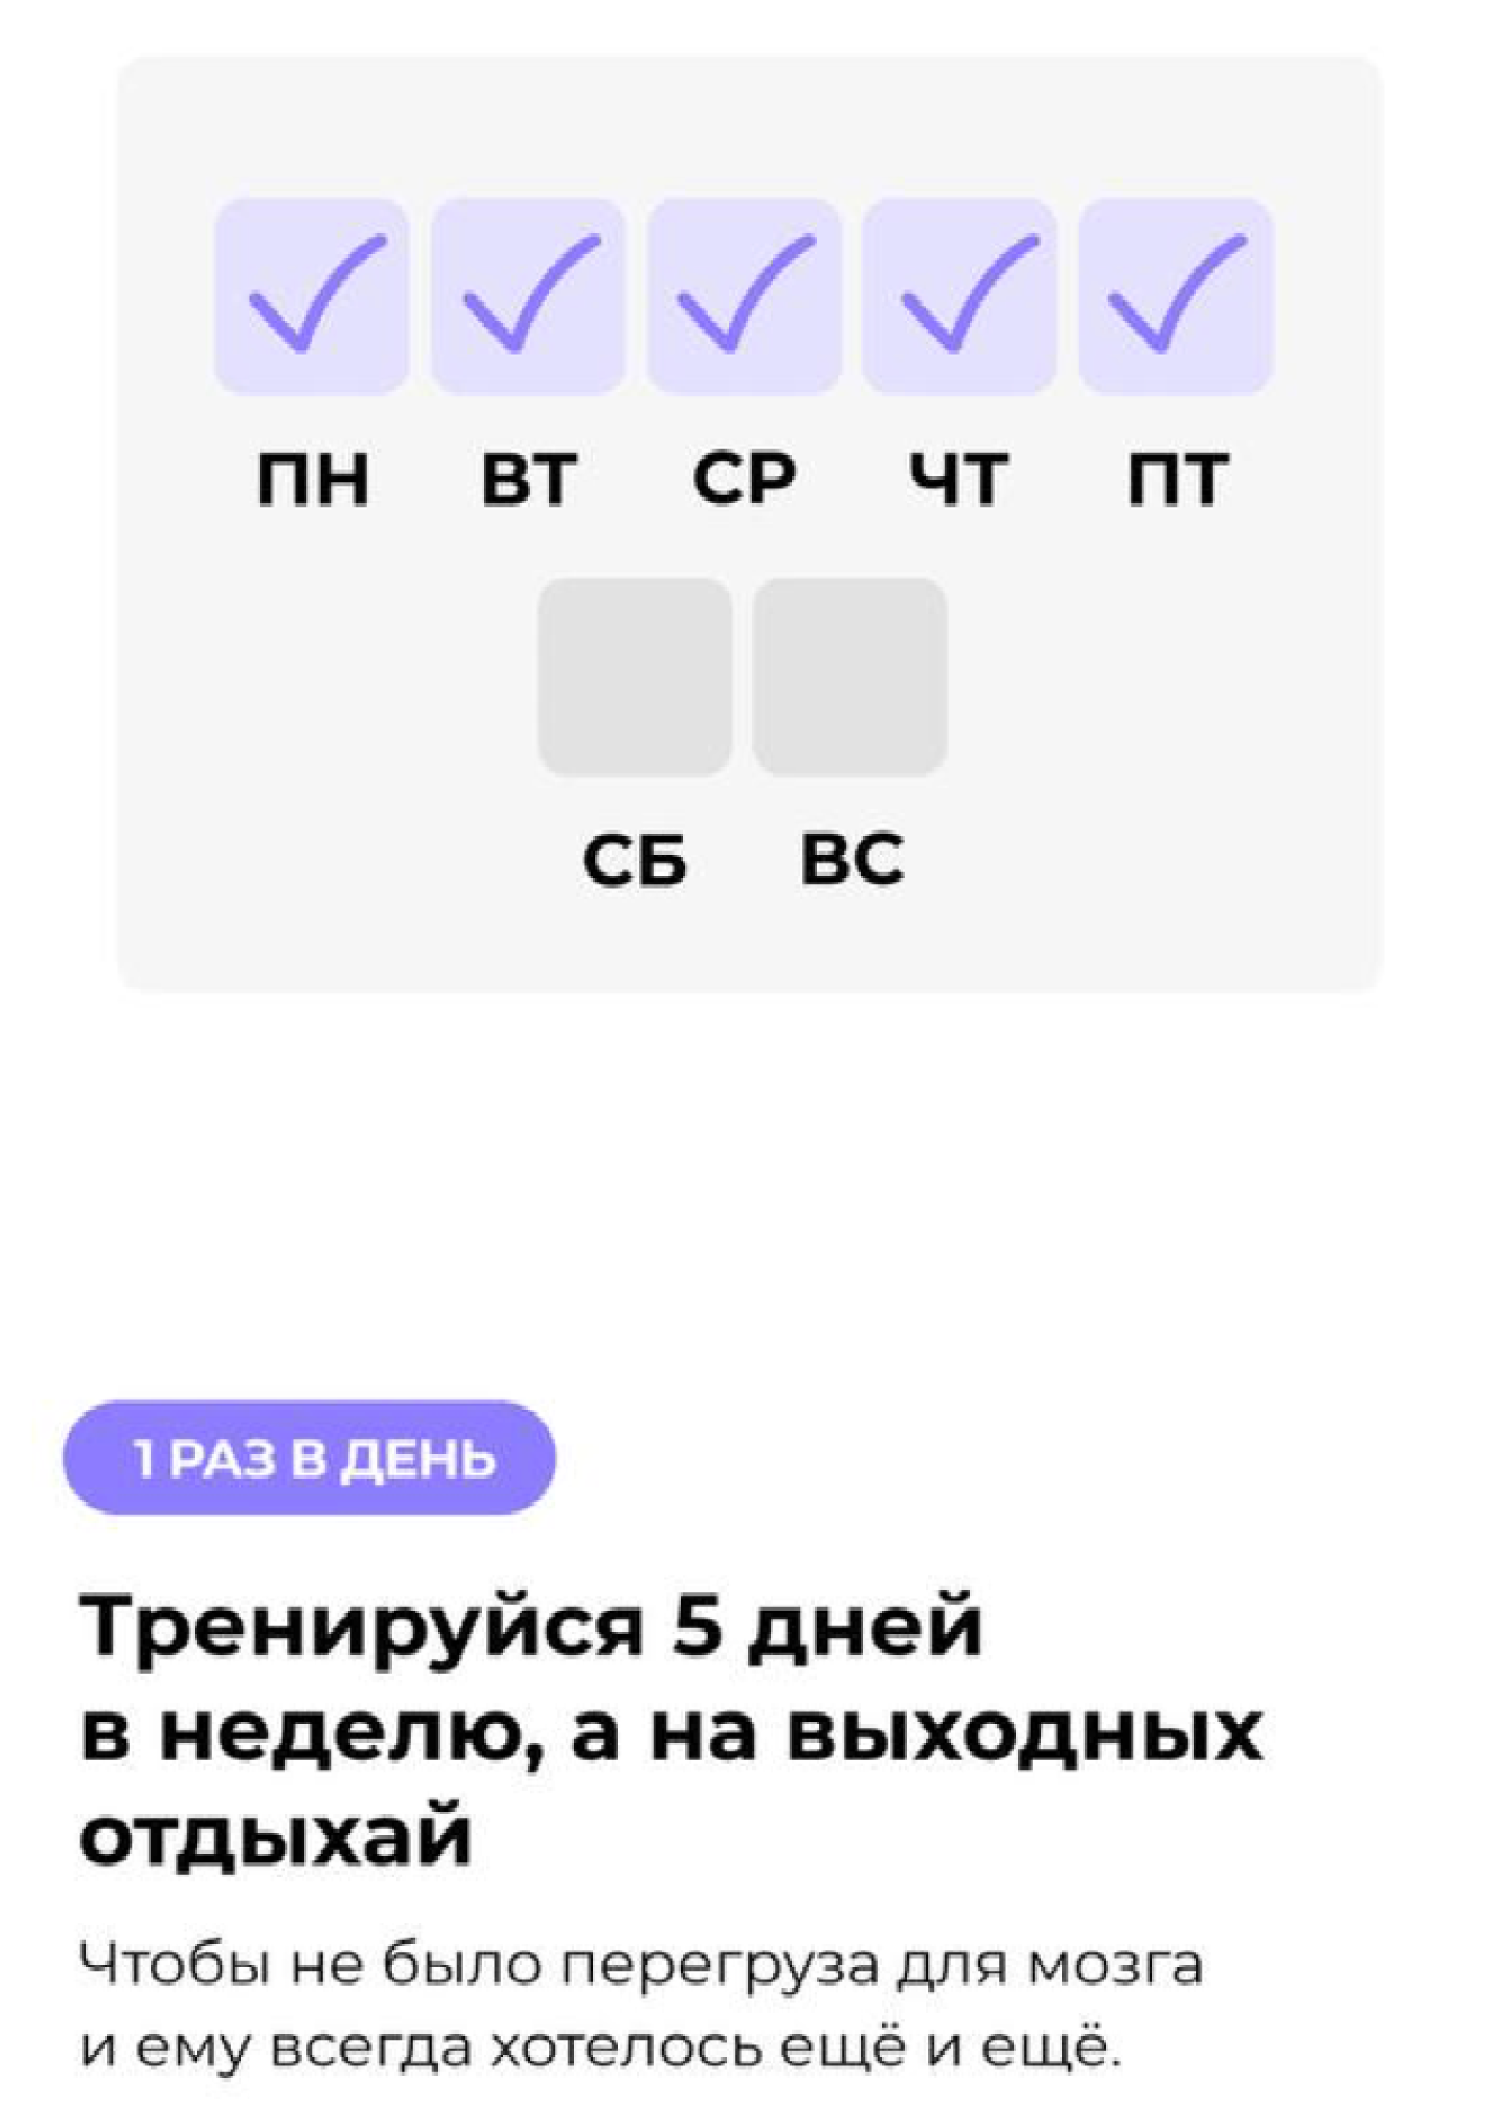 ПН ВТ СР ЧТ ПТ
СБ ВС
1 РАЗ В ДЕНЬ
Тренируйся 5 дней
в неделю, а на выходных
отдыхай
Чтобы не было перегруза для мозга
и ему всегда хотелось ещё и ещё.